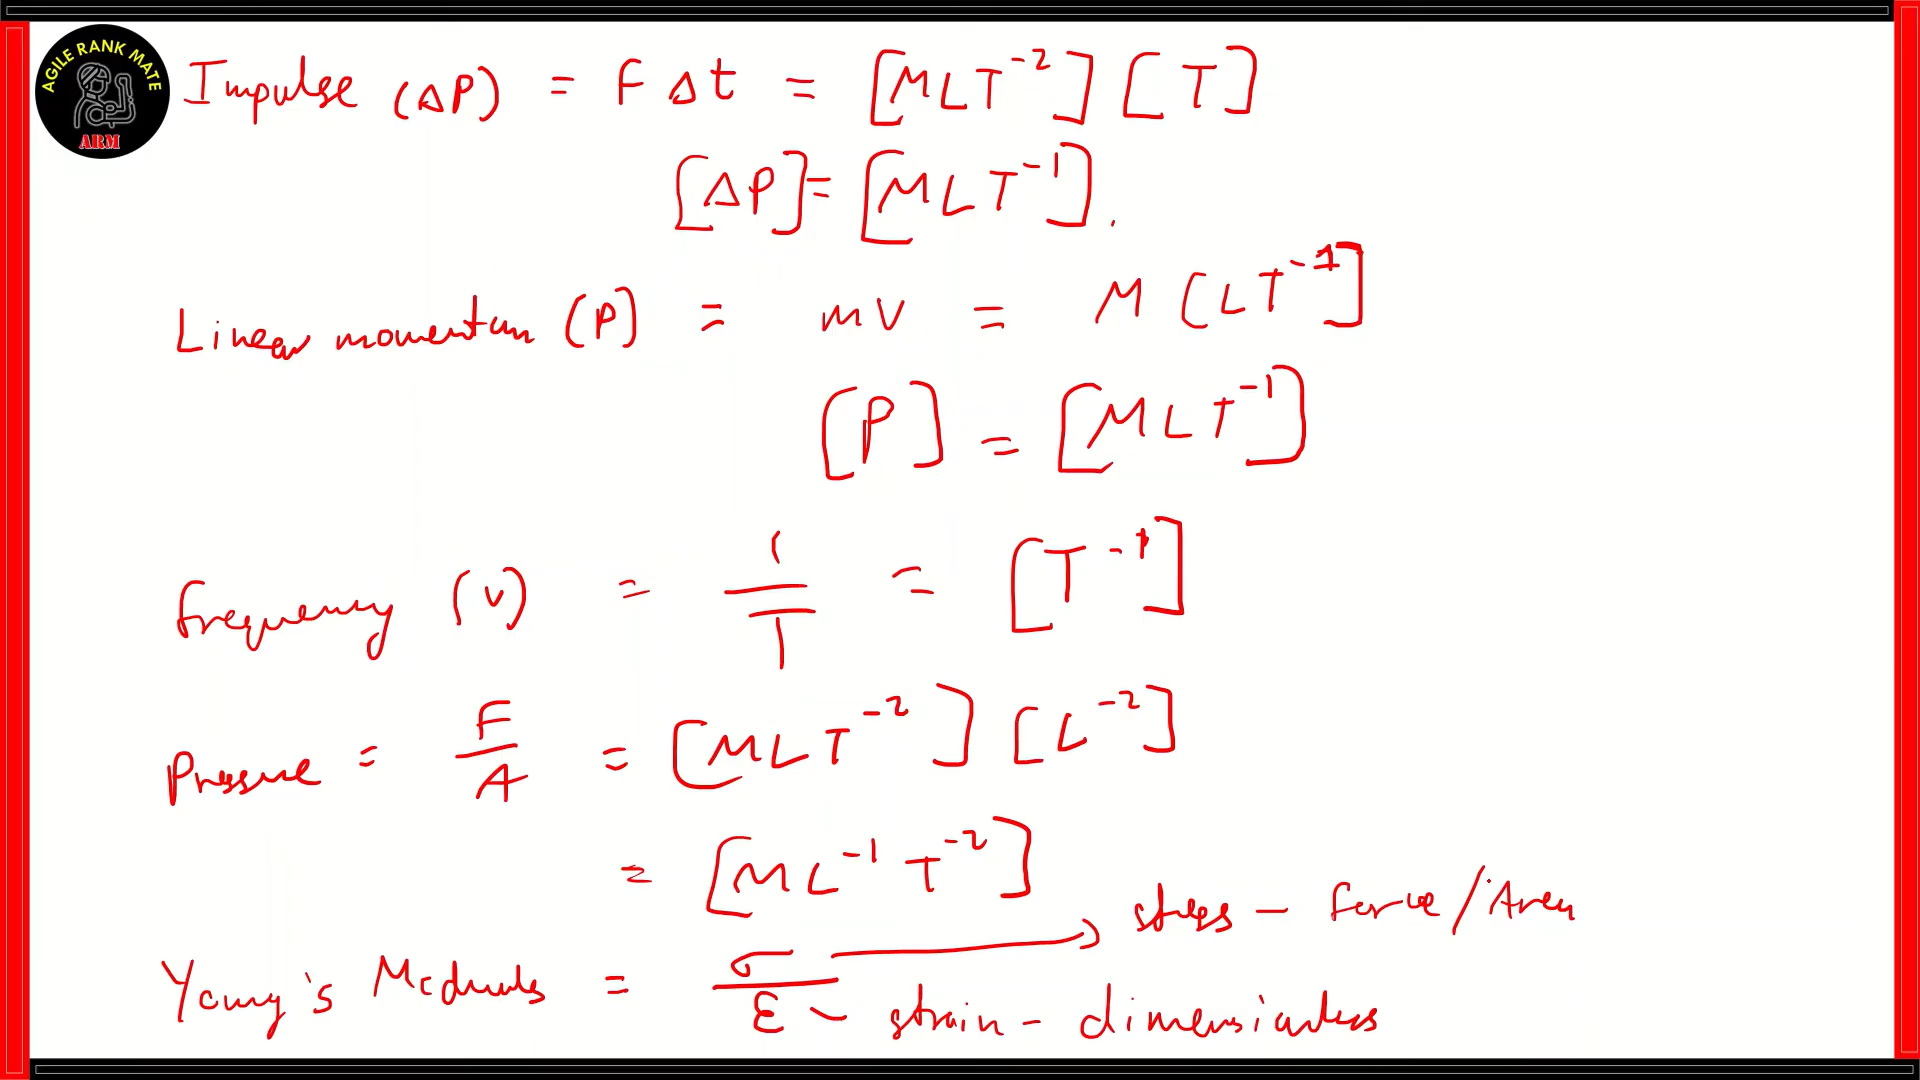 AGILE RANK MATE
ARM
Impulse (ΔP) = F Δt = [MLT⁻²] [T]
[ΔP] = [MLT⁻¹].
Linear momentum (P) = mv = M [LT⁻¹]
[P] = [MLT⁻¹]
frequency (ν) = 1/T = [T⁻¹]
Pressure = F/A = [MLT⁻²] [L⁻²]
= [ML⁻¹T⁻²]
Young's Modulus = σ/ε
→ stress – force/Area
– strain – dimensionless